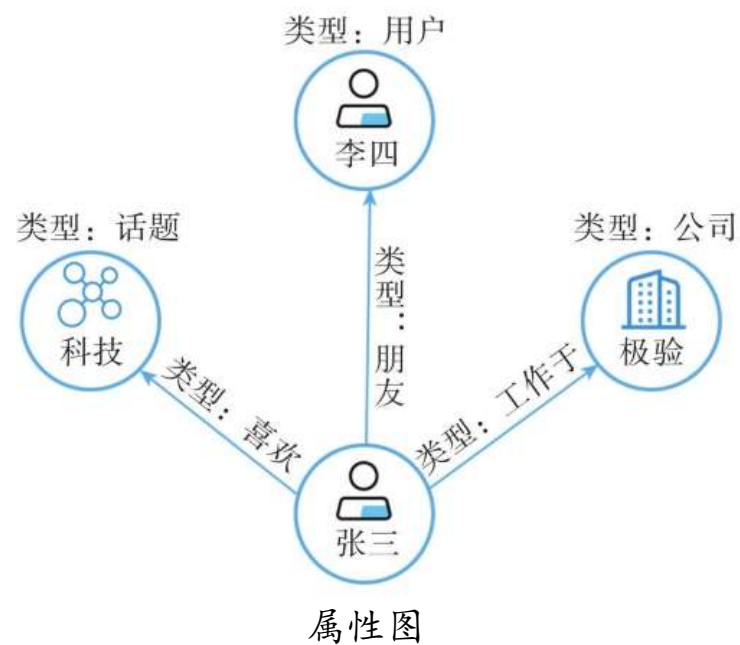 类型：用户
李四
类型：话题
类型：公司
科技
极验
类型：朋友
类型：喜欢
类型：工作于
张三
属性图